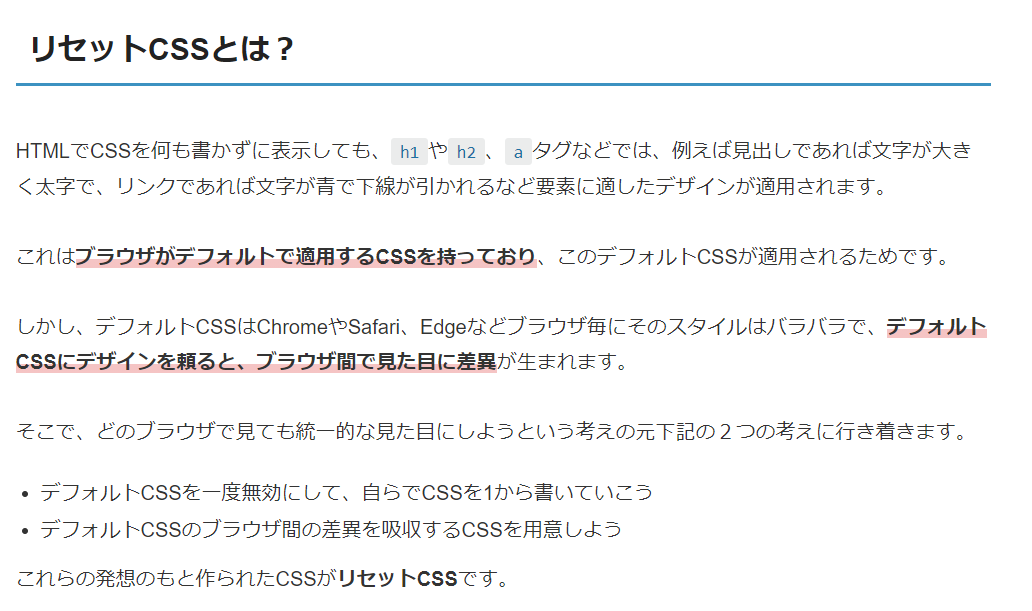 リセットCSSとは？
HTMLでCSSを何も書かずに表示しても、 h1 や h2 、 a タグなどでは、例えば見出しであれば文字が大き
く太字で、リンクであれば文字が青で下線が引かれるなど要素に適したデザインが適用されます。
これはブラウザがデフォルトで適用するCSSを持っており、このデフォルトCSSが適用されるためです。
しかし、デフォルトCSSはChromeやSafari、Edgeなどブラウザ毎にそのスタイルはバラバラで、デフォルト
CSSにデザインを頼ると、ブラウザ間で見た目に差異が生まれます。
そこで、どのブラウザで見ても統一的な見た目にしようという考えの元下記の２つの考えに行き着きます。
• デフォルトCSSを一度無効にして、自らでCSSを1から書いていこう
• デフォルトCSSのブラウザ間の差異を吸収するCSSを用意しよう
これらの発想のもと作られたCSSがリセットCSSです。